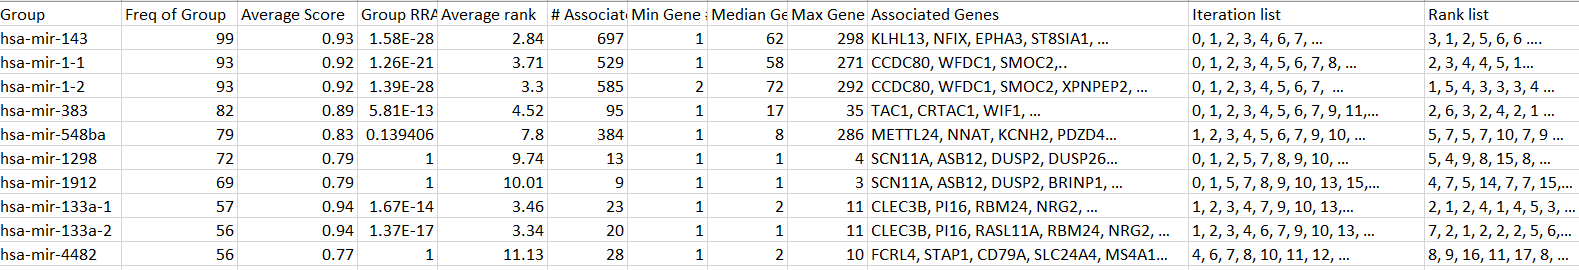 Group Freq of Group Average Score Group RRA Average rank # Associate Min Gene Median Ge Max Gene Associated Genes Iteration list Rank list
hsa-mir-143 99 0.93 1.58E-28 2.84 697 1 62 298 KLHL13, NFIX, EPHA3, ST8SIA1, ... 0, 1, 2, 3, 4, 6, 7, ... 3, 1, 2, 5, 6, 6 ....
hsa-mir-1-1 93 0.92 1.26E-21 3.71 529 1 58 271 CCDC80, WFDC1, SMOC2,.. 0, 1, 2, 3, 4, 5, 6, 7, 8, ... 2, 3, 4, 4, 5, 1...
hsa-mir-1-2 93 0.92 1.39E-28 3.3 585 2 72 292 CCDC80, WFDC1, SMOC2, XPNPEP2, ... 0, 1, 2, 3, 4, 5, 6, 7, ... 1, 5, 4, 3, 3, 3, 4 ...
hsa-mir-383 82 0.89 5.81E-13 4.52 95 1 17 35 TAC1, CRTAC1, WIF1, ... 0, 1, 2, 3, 4, 6, 7, 9, 11,... 2, 6, 3, 2, 4, 2, 1 ...
hsa-mir-548ba 79 0.83 0.139406 7.8 384 1 8 286 METTL24, NNAT, KCNH2, PDZD4... 1, 2, 3, 4, 5, 6, 7, 9, 10, ... 5, 7, 5, 7, 10, 7, 9 ...
hsa-mir-1298 72 0.79 1 9.74 13 1 1 4 SCN11A, ASB12, DUSP2, DUSP26... 0, 1, 2, 5, 7, 8, 9, 10, ... 5, 4, 9, 8, 15, 8, ...
hsa-mir-1912 69 0.79 1 10.01 9 1 1 3 SCN11A, ASB12, DUSP2, BRINP1, ... 0, 1, 5, 7, 8, 9, 10, 13, 15,... 4, 7, 5, 14, 7, 7, 15,...
hsa-mir-133a-1 57 0.94 1.67E-14 3.46 23 1 2 11 CLEC3B, PI16, RBM24, NRG2, ... 1, 2, 3, 4, 7, 9, 10, 13,... 2, 1, 2, 4, 1, 4, 5, 3, ...
hsa-mir-133a-2 56 0.94 1.37E-17 3.34 20 1 1 11 CLEC3B, PI16, RASL11A, RBM24, NRG2, ... 1, 2, 3, 4, 6, 7, 9, 10, 13, ... 7, 2, 1, 2, 2, 2, 5, 6,...
hsa-mir-4482 56 0.77 1 11.13 28 1 2 10 FCRL4, STAP1, CD79A, SLC24A4, MS4A1... 4, 6, 7, 8, 10, 11, 12, ... 8, 9, 16, 11, 17, 8, ...